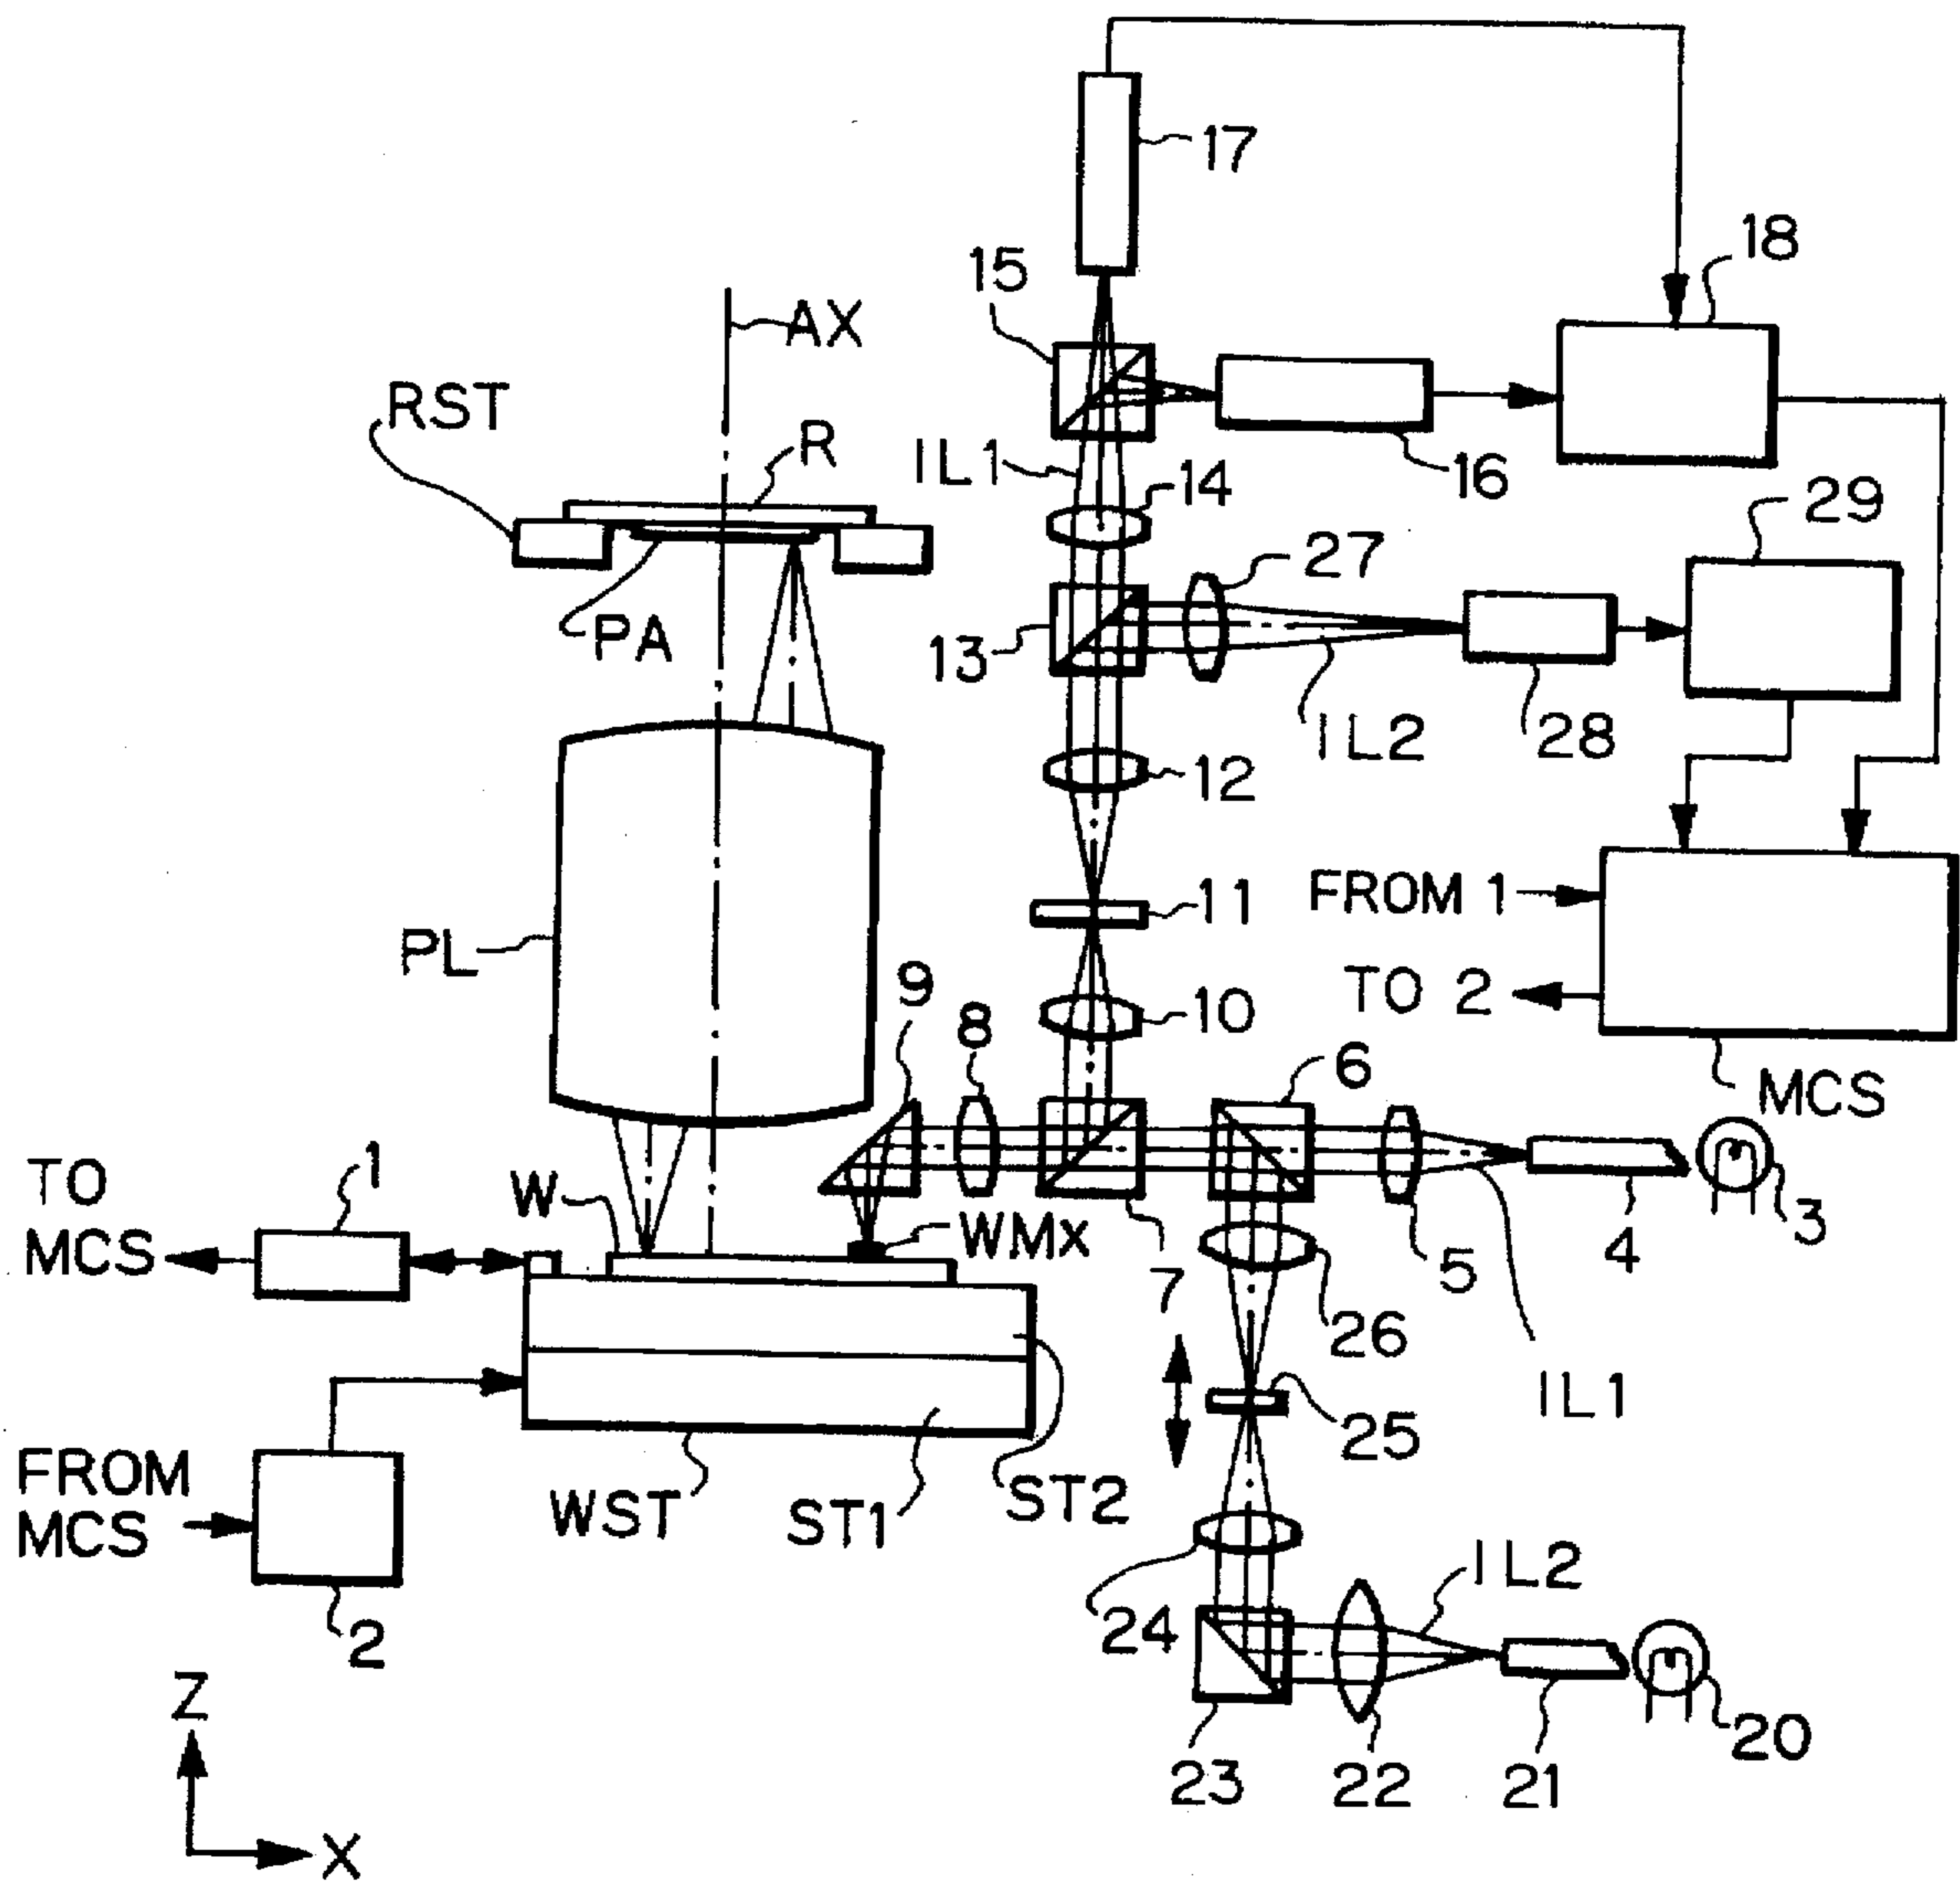 17
18
15
AX
RST
R
IL1
14
16
29
27
PA
13
IL2
28
12
FROM 1
11
PL
TO 2
9
8
10
6
MCS
TO
MCS
1
W
WMx
7
5
4
3
26
IL1
25
FROM
MCS
WST
ST1
ST2
2
24
IL2
Z
23
22
21
20
X